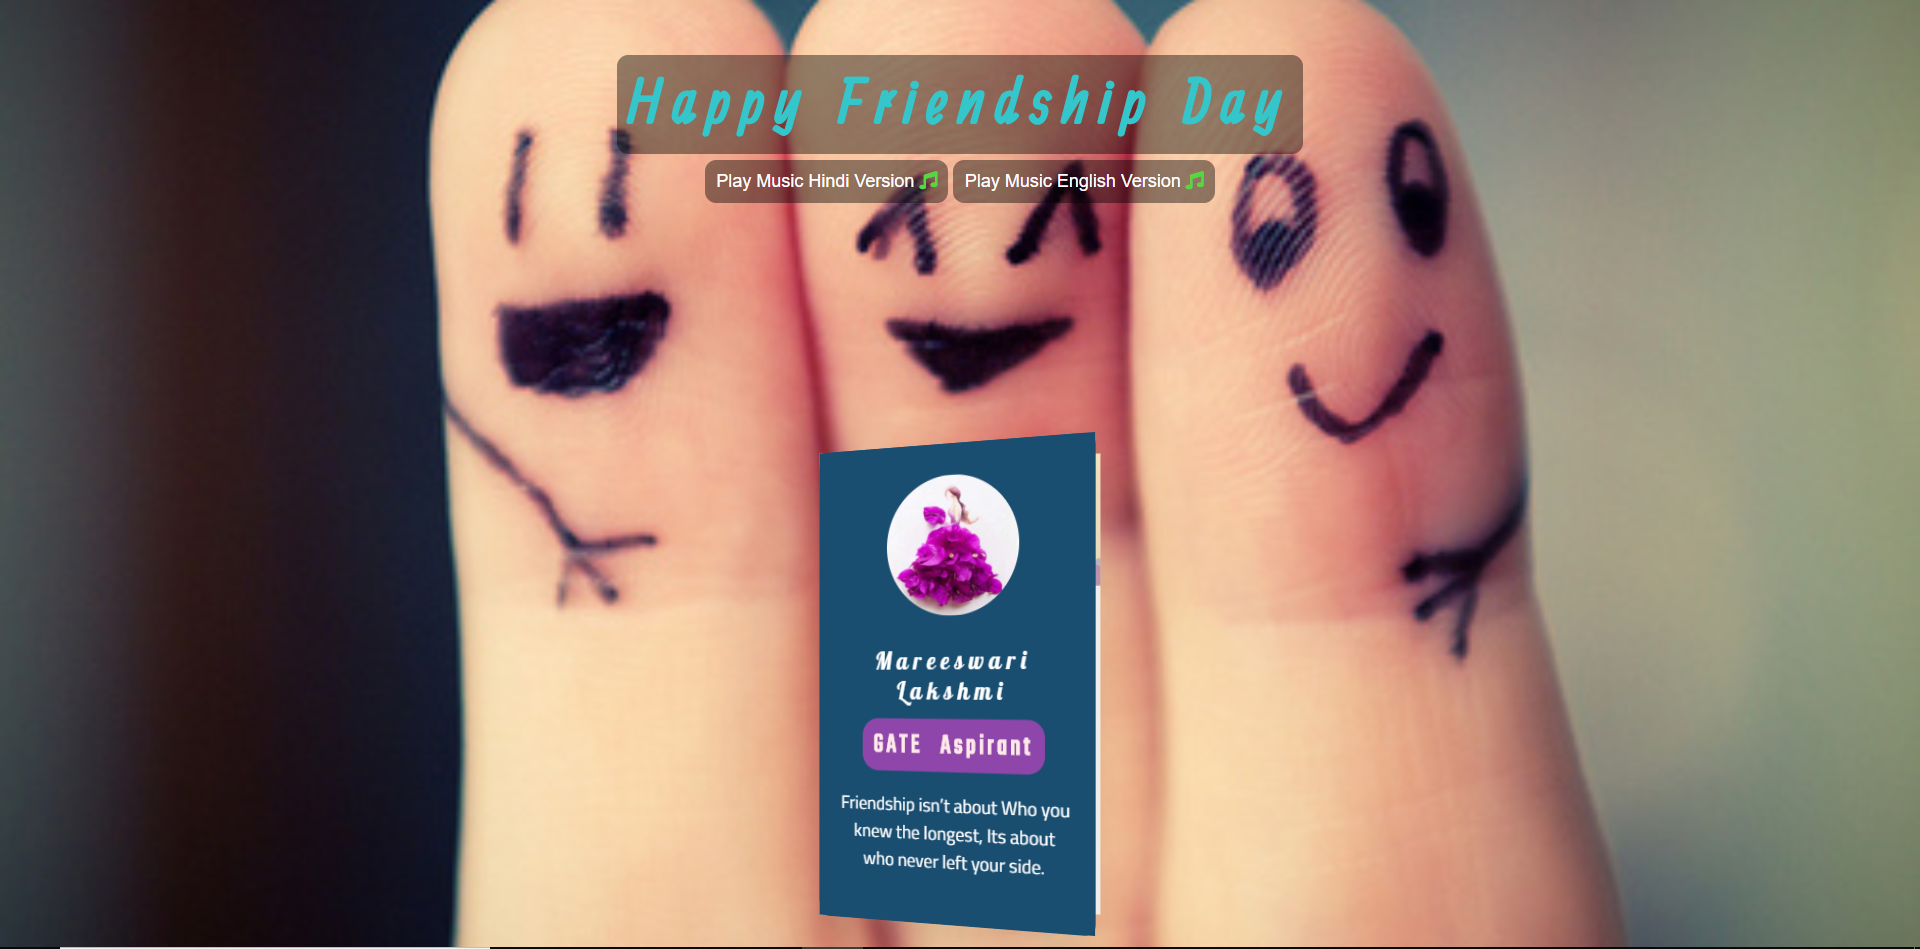 Happy Friendship Day
Play Music Hindi Version
Play Music English Version
Mareeswari
Lakshmi
GATE Aspirant
Friendship isn't about Who you
knew the longest, Its about
who never left your side.